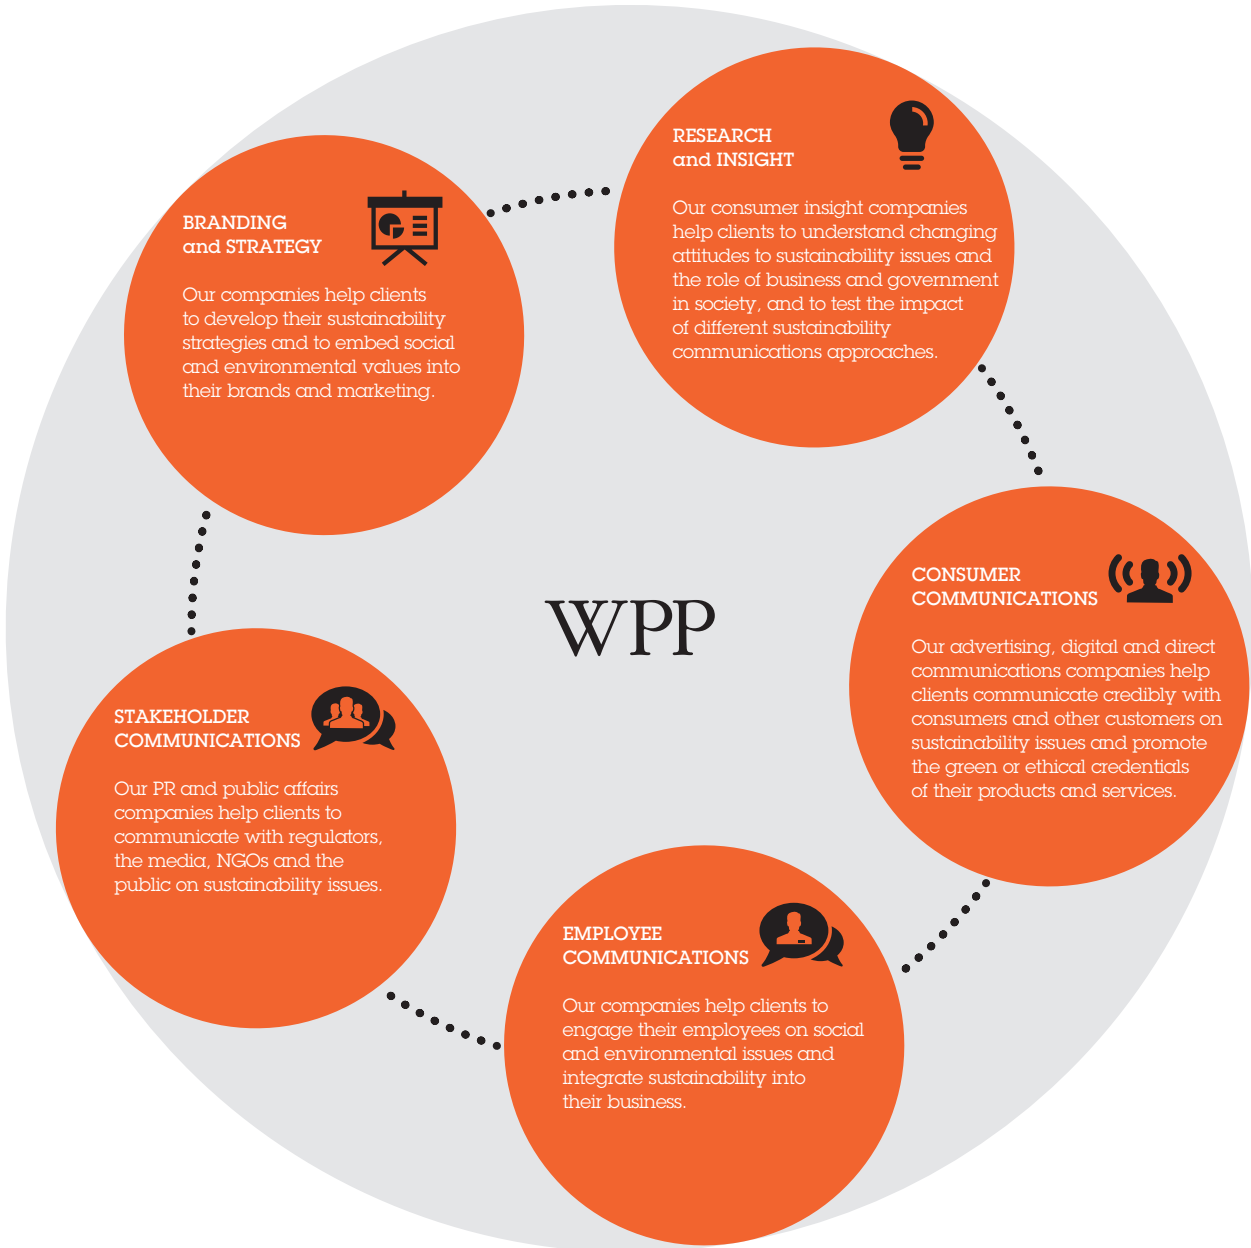 BRANDING
and STRATEGY
Our companies help clients
to develop their sustainability
strategies and to embed social
and environmental values into
their brands and marketing.
RESEARCH
and INSIGHT
Our consumer insight companies
help clients to understand changing
attitudes to sustainability issues and
the role of business and government
in society, and to test the impact
of different sustainability
communications approaches.
CONSUMER
COMMUNICATIONS
Our advertising, digital and direct
communications companies help
clients communicate credibly with
consumers and other customers on
sustainability issues and promote
the green or ethical credentials
of their products and services.
WPP
STAKEHOLDER
COMMUNICATIONS
Our PR and public affairs
companies help clients to
communicate with regulators,
the media, NGOs and the
public on sustainability issues.
EMPLOYEE
COMMUNICATIONS
Our companies help clients to
engage their employees on social
and environmental issues and
integrate sustainability into
their business.